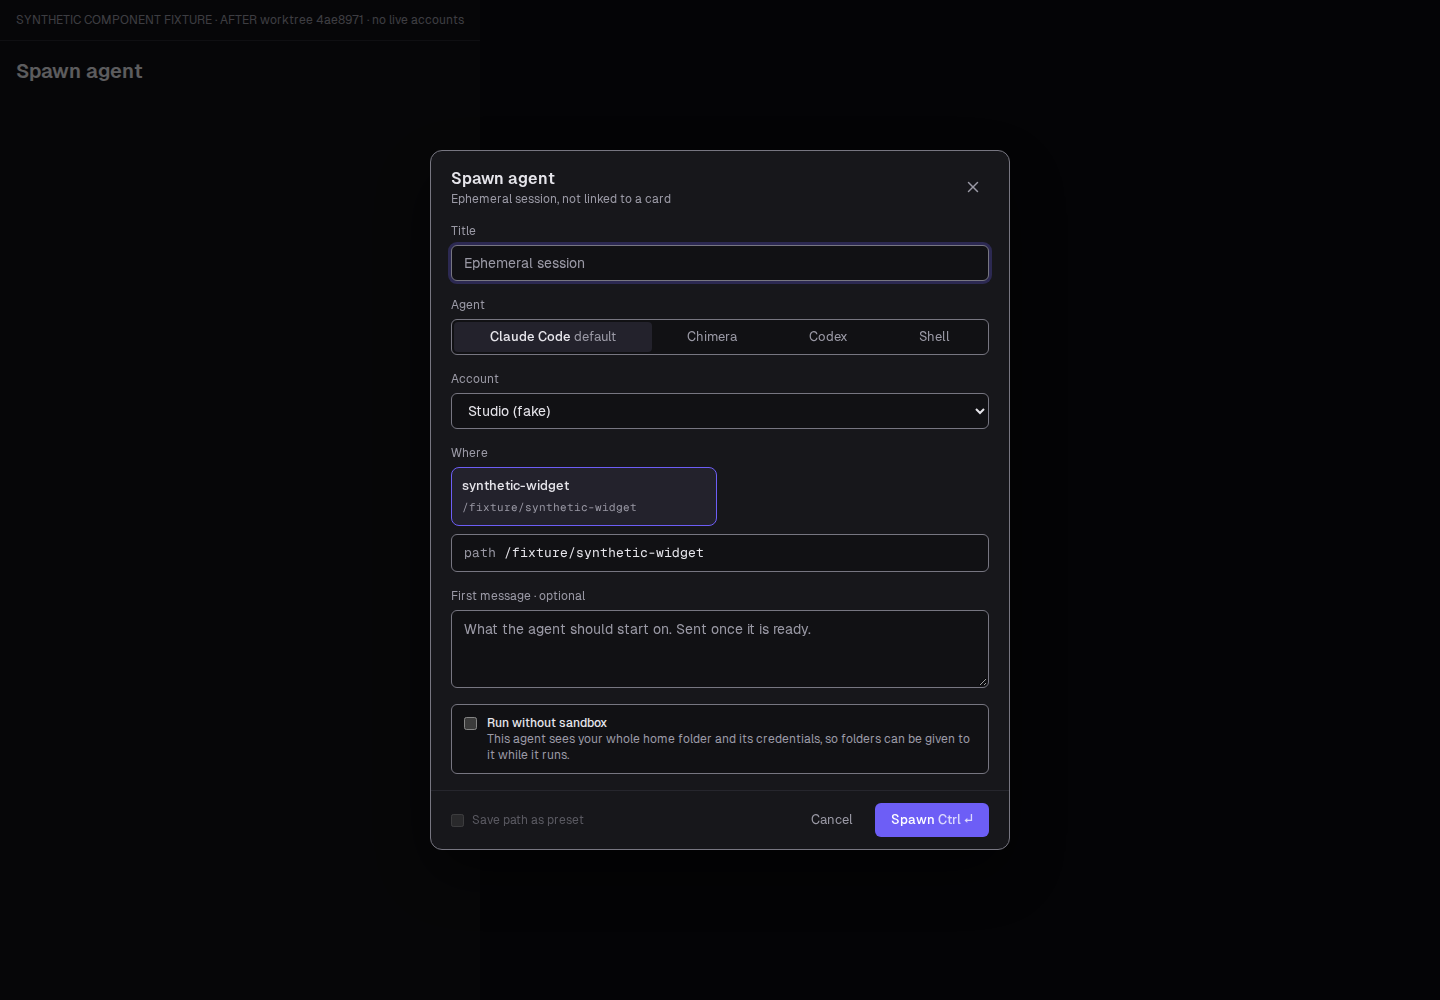 SYNTHETIC COMPONENT FIXTURE · AFTER worktree 4ae8971 · no live accounts
Spawn agent
Spawn agent
Ephemeral session, not linked to a card
Title
Ephemeral session
Agent
Claude Code default
Chimera
Codex
Shell
Account
Studio (fake)
Where
synthetic-widget
/fixture/synthetic-widget
path /fixture/synthetic-widget
First message · optional
What the agent should start on. Sent once it is ready.
Run without sandbox
This agent sees your whole home folder and its credentials, so folders can be given to
it while it runs.
Save path as preset
Cancel
Spawn Ctrl ↵